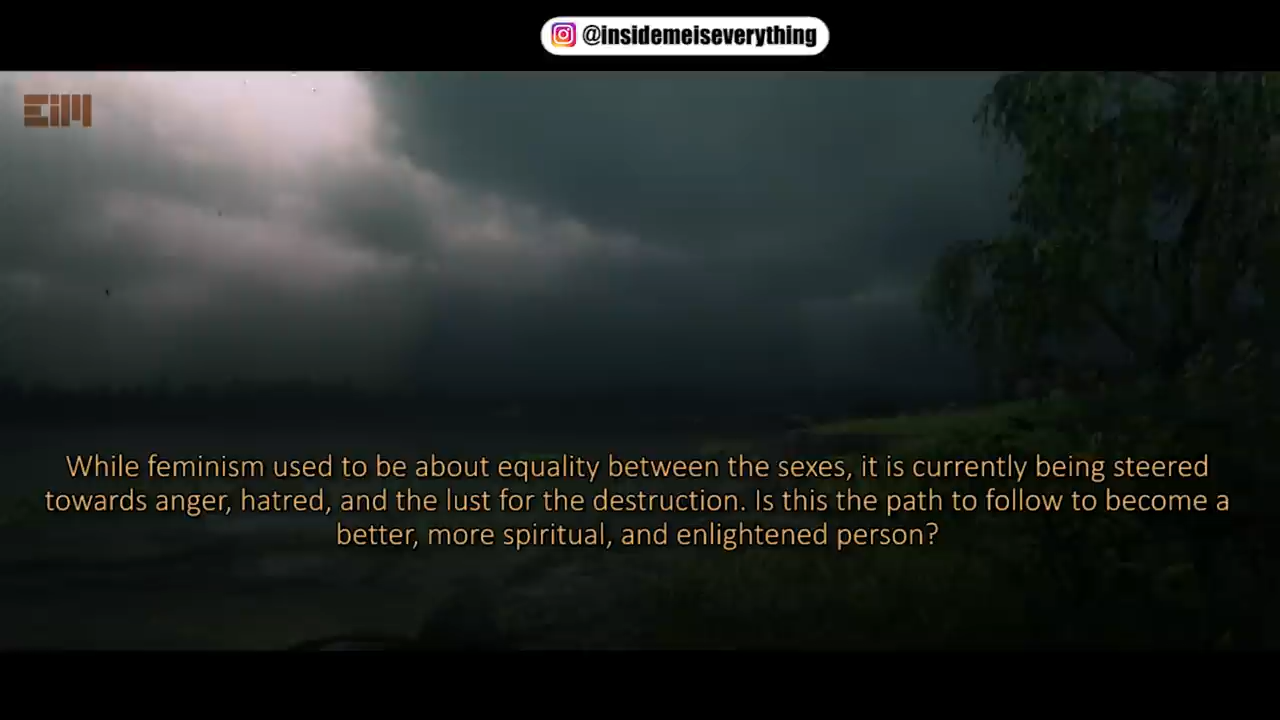 @insidemeiseverything
EiM
While feminism used to be about equality between the sexes, it is currently being steered
towards anger, hatred, and the lust for the destruction. Is this the path to follow to become a
better, more spiritual, and enlightened person?